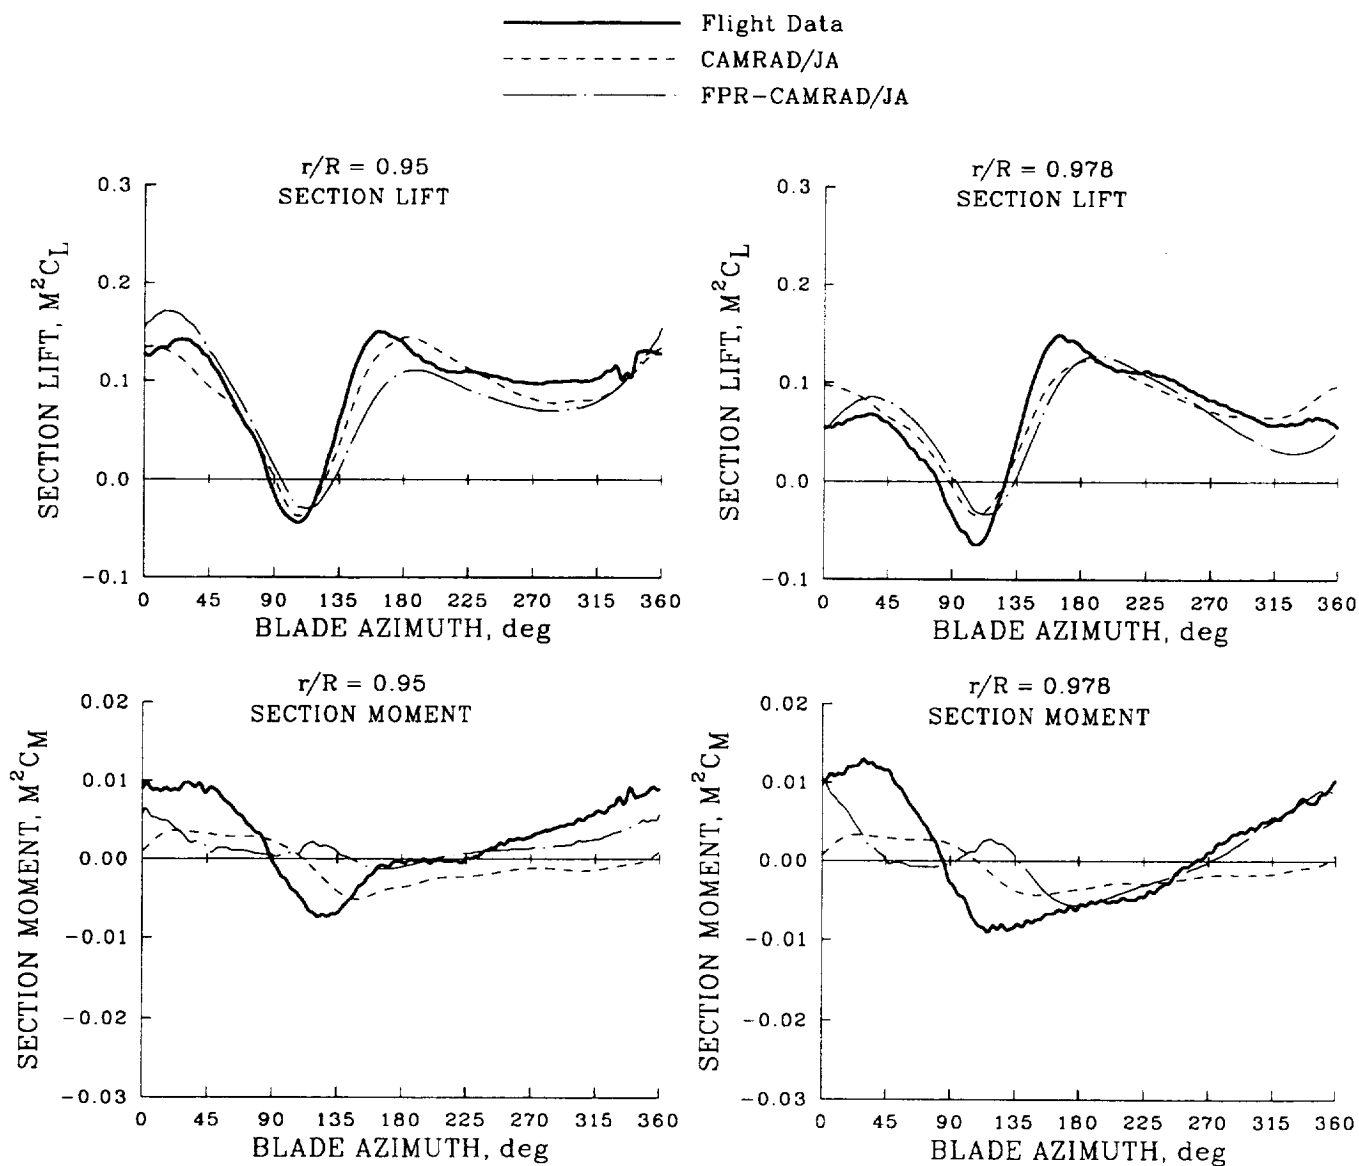 Flight Data
CAMRAD/JA
FPR-CAMRAD/JA
r/R = 0.95
SECTION LIFT
0.3
0.2
0.1
0.0
-0.1
SECTION LIFT, M²C_L
0 45 90 135 180 225 270 315 360
BLADE AZIMUTH, deg
r/R = 0.978
SECTION LIFT
0.3
0.2
0.1
0.0
-0.1
SECTION LIFT, M²C_L
0 45 90 135 180 225 270 315 360
BLADE AZIMUTH, deg
r/R = 0.95
SECTION MOMENT
0.02
0.01
0.00
-0.01
-0.02
-0.03
SECTION MOMENT, M²C_M
0 45 90 135 180 225 270 315 360
BLADE AZIMUTH, deg
r/R = 0.978
SECTION MOMENT
0.02
0.01
0.00
-0.01
-0.02
-0.03
SECTION MOMENT, M²C_M
0 45 90 135 180 225 270 315 360
BLADE AZIMUTH, deg